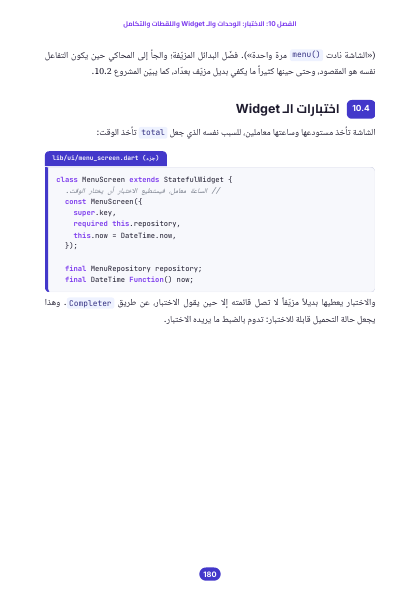 الفصل 10: الاختبار: الوحدات والـ Widget واللقطات والتكامل
(«الشاشة نادت menu() مرة واحدة»). فضّل البدائل المزيّفة؛ والجأ إلى المحاكي حين يكون التفاعل
نفسه هو المقصود، وحتى حينها كثيراً ما يكفي بديل مزيّف بعدّاد، كما يبيّن المشروع 10.2.
10.4 اختبارات الـ Widget
الشاشة تأخذ مستودعها وساعتها معاملين، للسبب نفسه الذي جعل total تأخذ الوقت:
lib/ui/menu_screen.dart (جزء)
class MenuScreen extends StatefulWidget {
// الساعة معامل، فيستطيع الاختبار أن يختار الوقت.
const MenuScreen({
super.key,
required this.repository,
this.now = DateTime.now,
});
final MenuRepository repository;
final DateTime Function() now;
والاختبار يعطيها بديلاً مزيّفاً لا تصل قائمته إلا حين يقول الاختبار، عن طريق Completer. وهذا
يجعل حالة التحميل قابلة للاختبار: تدوم بالضبط ما يريده الاختبار.
180